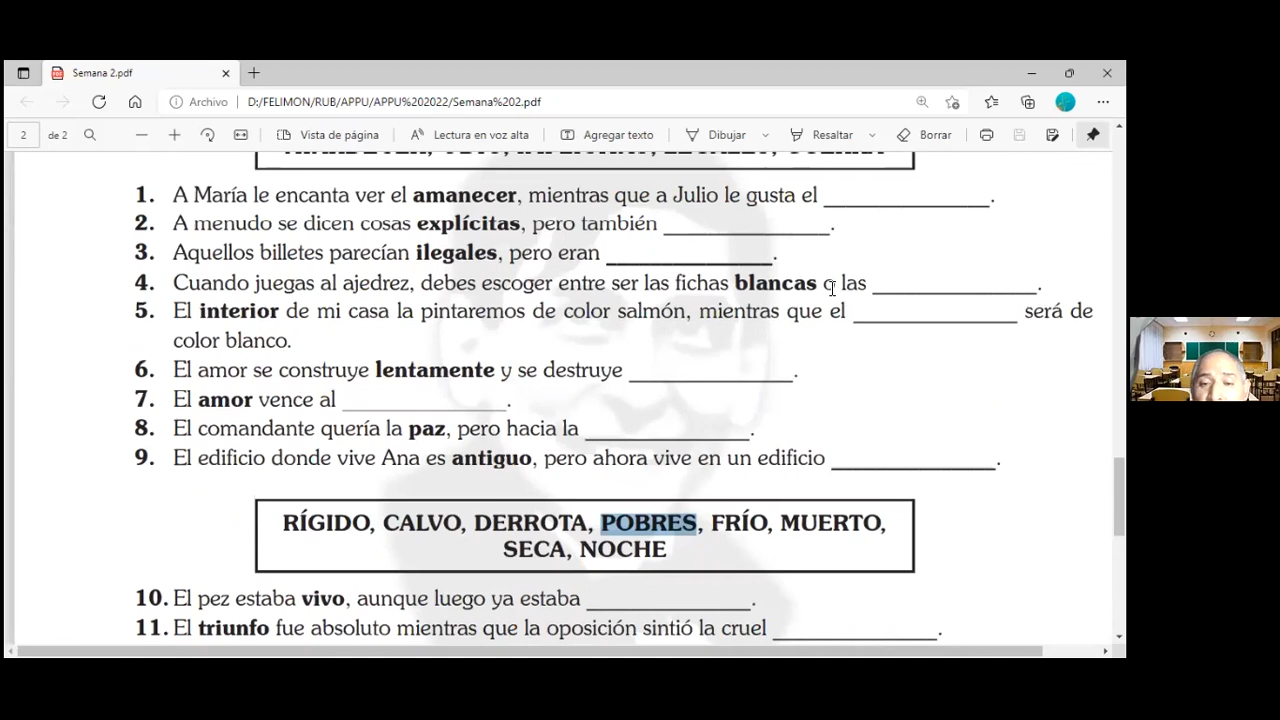 Semana 2.pdf
Archivo D:/FELIMON/RUB/APPU/APPU%202022/Semana%202.pdf
2 de 2 Vista de página Lectura en voz alta Agregar texto Dibujar Resaltar Borrar
1. A María le encanta ver el amanecer, mientras que a Julio le gusta el _______________.
2. A menudo se dicen cosas explícitas, pero también _______________.
3. Aquellos billetes parecían ilegales, pero eran _______________.
4. Cuando juegas al ajedrez, debes escoger entre ser las fichas blancas o las _______________.
5. El interior de mi casa la pintaremos de color salmón, mientras que el _______________ será de
color blanco.
6. El amor se construye lentamente y se destruye _______________.
7. El amor vence al _______________.
8. El comandante quería la paz, pero hacia la _______________.
9. El edificio donde vive Ana es antiguo, pero ahora vive en un edificio _______________.
RÍGIDO, CALVO, DERROTA, POBRES, FRÍO, MUERTO,
SECA, NOCHE
10. El pez estaba vivo, aunque luego ya estaba _______________.
11. El triunfo fue absoluto mientras que la oposición sintió la cruel _______________.